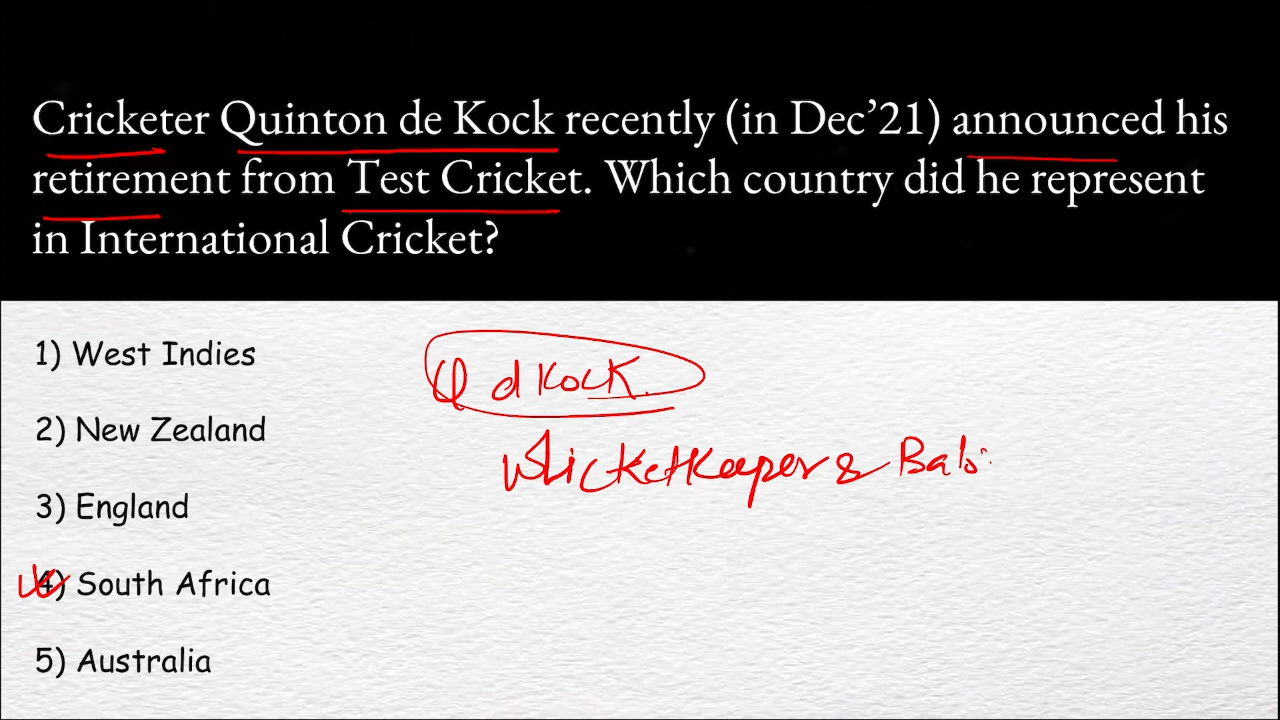 Cricketer Quinton de Kock recently (in Dec’21) announced his
retirement from Test Cricket. Which country did he represent
in International Cricket?
1) West Indies
Q d Kock.
2) New Zealand
Wicketkeeper &
3) England
4) South Africa
5) Australia